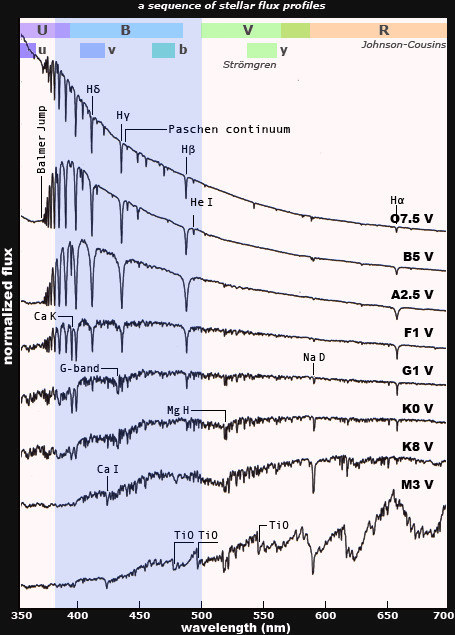 a sequence of stellar flux profiles
U B V R
u v b y
Strömgren
Johnson-Cousins
Hδ
Hγ
Paschen continuum
Balmer Jump
Hβ
He I
Hα
O7.5 V
B5 V
A2.5 V
Ca K
F1 V
Na D
G-band
G1 V
Mg H
K0 V
K8 V
Ca I
M3 V
TiO TiO
TiO
normalized flux
350 400 450 500 550 600 650 700
wavelength (nm)